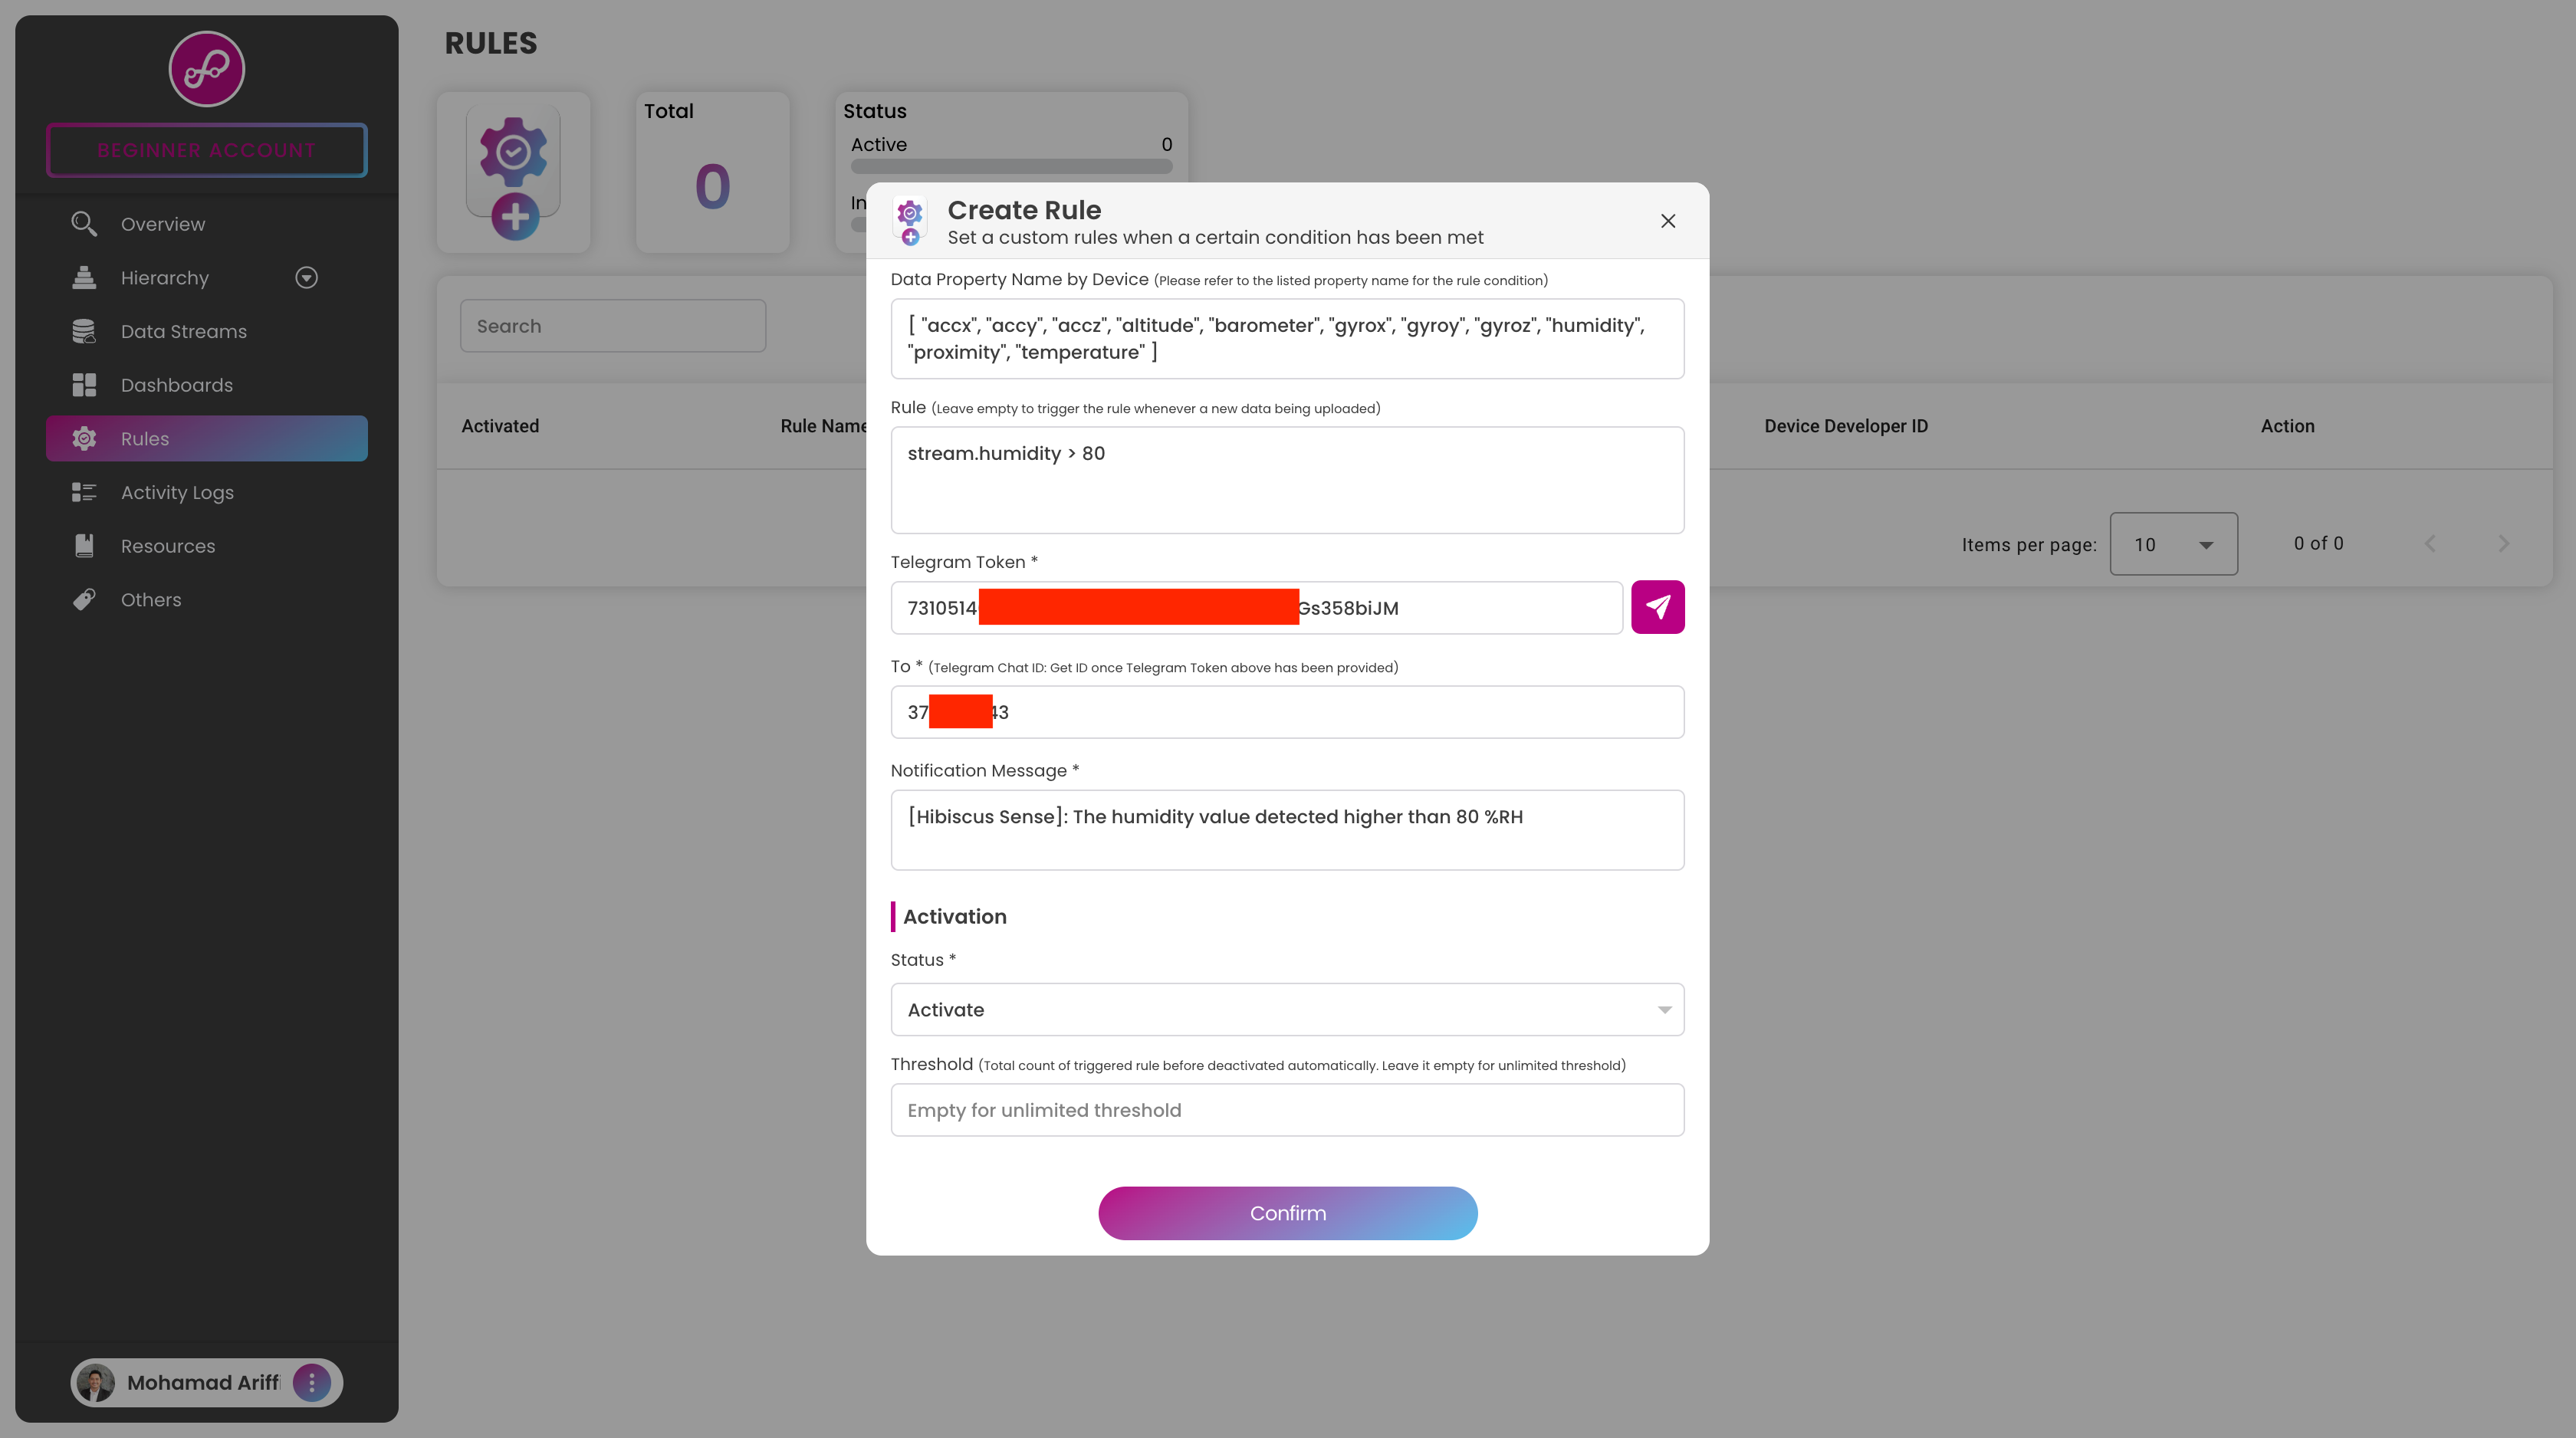 BEGINNER ACCOUNT
Overview
Hierarchy
Data Streams
Dashboards
Rules
Activity Logs
Resources
Others
Mohamad Ariff
RULES
Total
0
Status
Active 0
In
Search
Activated Rule Name Device Developer ID Action
Items per page: 10 0 of 0
Create Rule
Set a custom rules when a certain condition has been met
Data Property Name by Device (Please refer to the listed property name for the rule condition)
[ "accx", "accy", "accz", "altitude", "barometer", "gyrox", "gyroy", "gyroz", "humidity",
"proximity", "temperature" ]
Rule (Leave empty to trigger the rule whenever a new data being uploaded)
stream.humidity > 80
Telegram Token *
7310514 Gs358biJM
To * (Telegram Chat ID: Get ID once Telegram Token above has been provided)
37 43
Notification Message *
[Hibiscus Sense]: The humidity value detected higher than 80 %RH
Activation
Status *
Activate
Threshold (Total count of triggered rule before deactivated automatically. Leave it empty for unlimited threshold)
Empty for unlimited threshold
Confirm